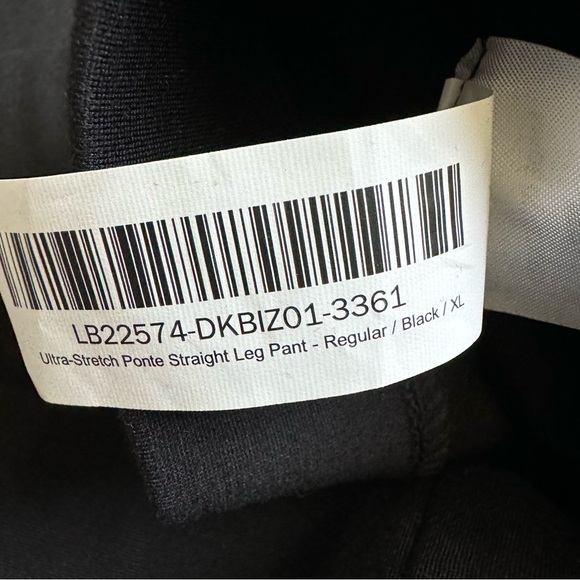 LB22574-DKBIZ01-3361
Ultra-Stretch Ponte Straight Leg Pant - Regular / Black / XL